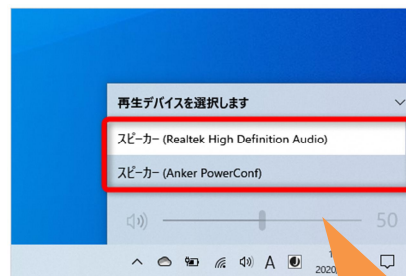 再生デバイスを選択します
スピーカー (Realtek High Definition Audio)
スピーカー (Anker PowerConf)
50
A
2020